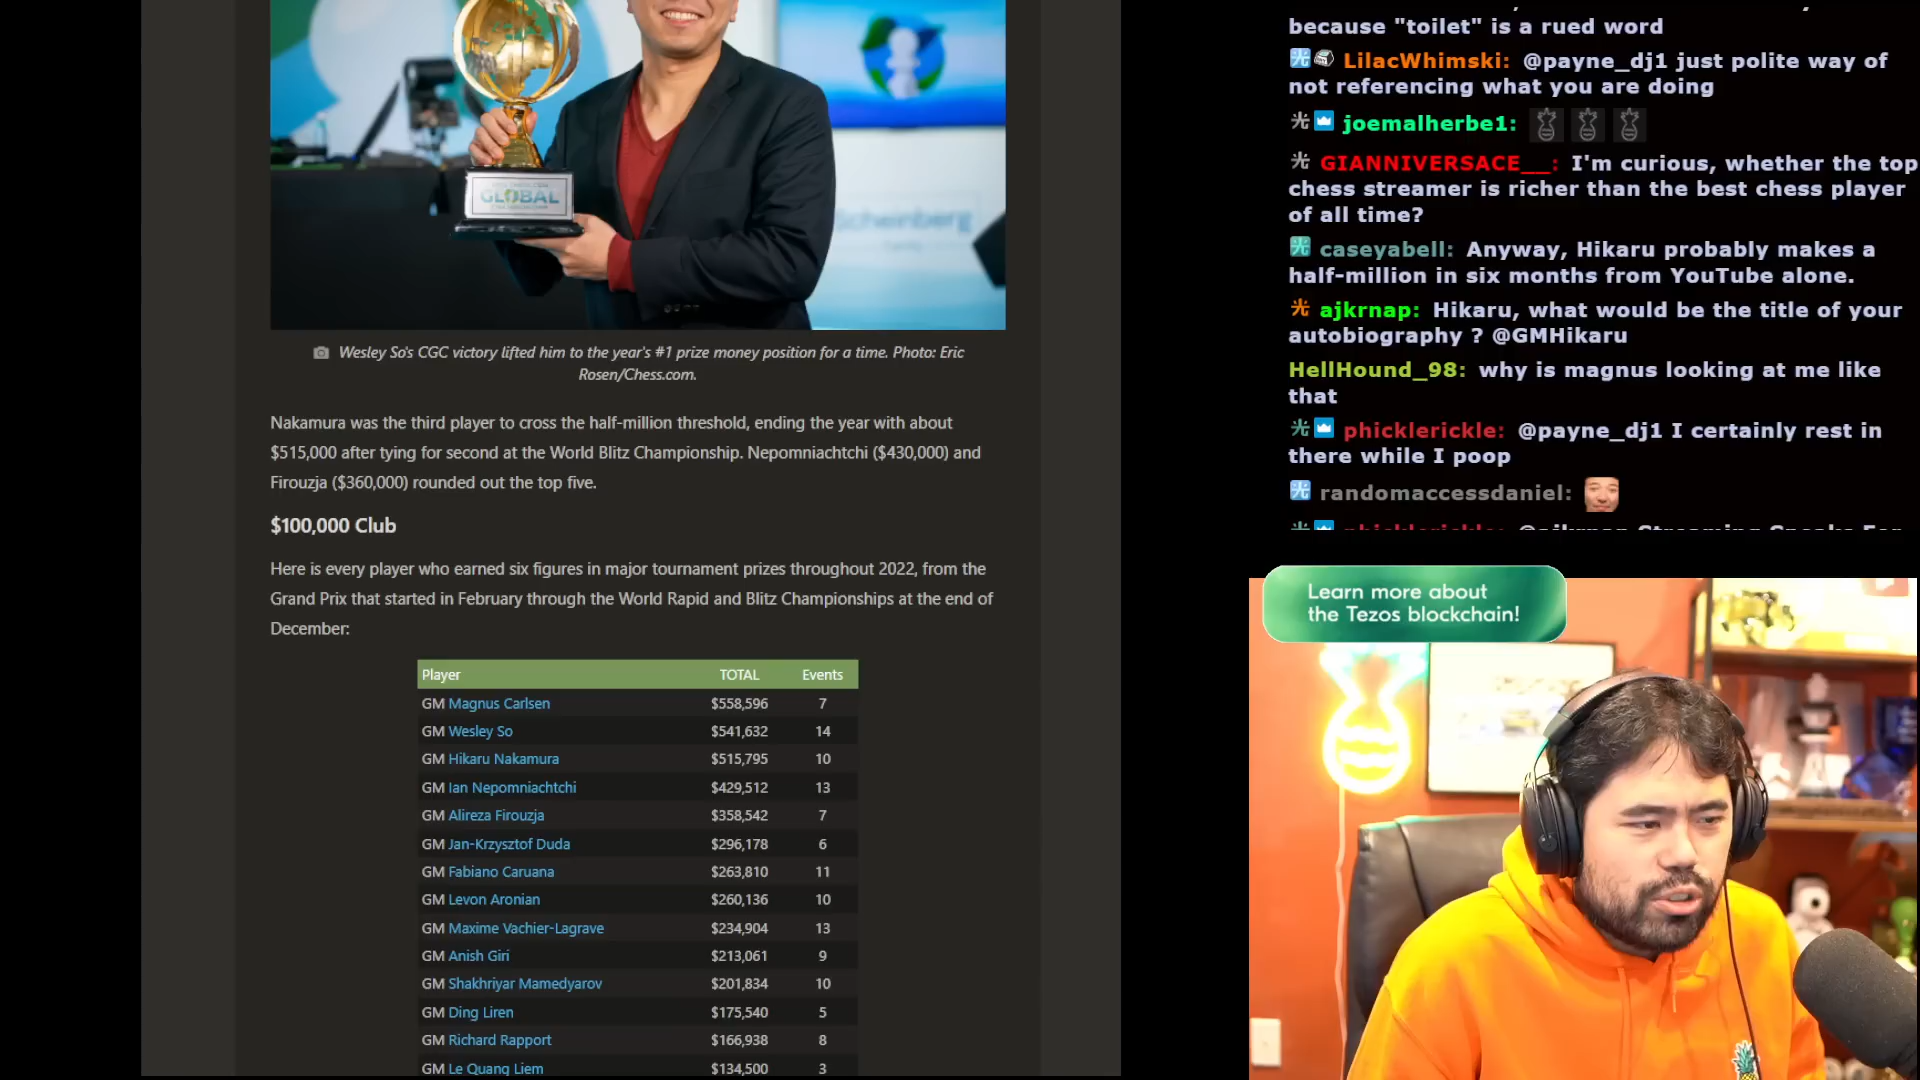 GLOBAL
Scheinberg
Wesley So's CGC victory lifted him to the year's #1 prize money position for a time. Photo: Eric
Rosen/Chess.com.
Nakamura was the third player to cross the half-million threshold, ending the year with about
$515,000 after tying for second at the World Blitz Championship. Nepomniachtchi ($430,000) and
Firouzja ($360,000) rounded out the top five.
$100,000 Club
Here is every player who earned six figures in major tournament prizes throughout 2022, from the
Grand Prix that started in February through the World Rapid and Blitz Championships at the end of
December:
Player TOTAL Events
GM Magnus Carlsen $558,596 7
GM Wesley So $541,632 14
GM Hikaru Nakamura $515,795 10
GM Ian Nepomniachtchi $429,512 13
GM Alireza Firouzja $358,542 7
GM Jan-Krzysztof Duda $296,178 6
GM Fabiano Caruana $263,810 11
GM Levon Aronian $260,136 10
GM Maxime Vachier-Lagrave $234,904 13
GM Anish Giri $213,061 9
GM Shakhriyar Mamedyarov $201,834 10
GM Ding Liren $175,540 5
GM Richard Rapport $166,938 8
GM Le Quang Liem $134,500 3
because "toilet" is a rued word
光 LilacWhimski: @payne_dj1 just polite way of
not referencing what you are doing
光 joemalherbe1:
光 GIANNIVERSACE__: I'm curious, whether the top
chess streamer is richer than the best chess player
of all time?
光 caseyabell: Anyway, Hikaru probably makes a
half-million in six months from YouTube alone.
光 ajkrnap: Hikaru, what would be the title of your
autobiography ? @GMHikaru
HellHound_98: why is magnus looking at me like
that
光 phicklerickle: @payne_dj1 I certainly rest in
there while I poop
光 randomaccessdaniel:
phicklerickle: @ajkrnap Streaming Speaks For
Learn more about
the Tezos blockchain!